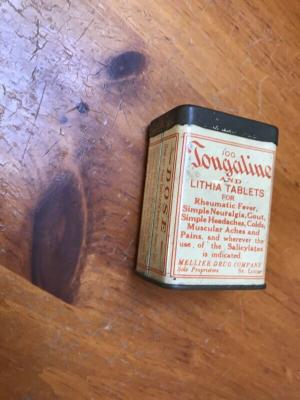 100
Tongaline
AND
LITHIA TABLETS
FOR
Rheumatic Fever,
Simple Neuralgia, Gout,
Simple Headaches, Colds,
Muscular Aches and
Pains, and wherever the
use of the Salicylates
is indicated.
MELLIER DRUG COMPANY
Sole Proprietors St. Louis
DOSE